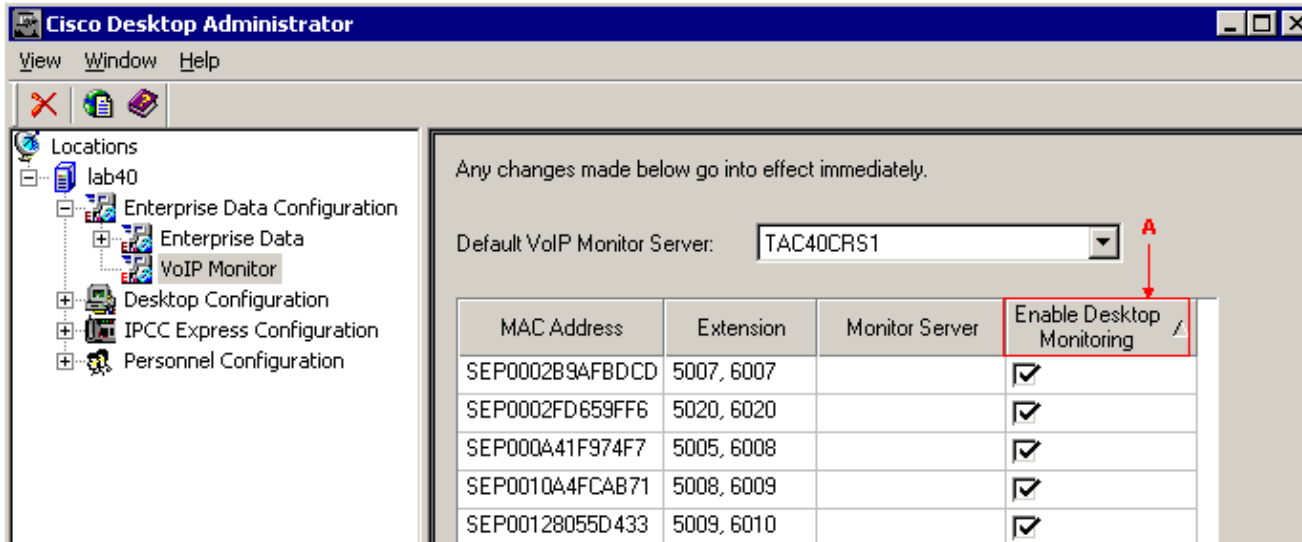 Cisco Desktop Administrator
View Window Help
Locations
lab40
Enterprise Data Configuration
Enterprise Data
VoIP Monitor
Desktop Configuration
IPCC Express Configuration
Personnel Configuration
Any changes made below go into effect immediately.
Default VoIP Monitor Server: TAC40CRS1
A
MAC Address Extension Monitor Server Enable Desktop Monitoring
SEP0002B9AFBDCD 5007, 6007
SEP0002FD659FF6 5020, 6020
SEP000A41F974F7 5005, 6008
SEP0010A4FCAB71 5008, 6009
SEP00128055D433 5009, 6010